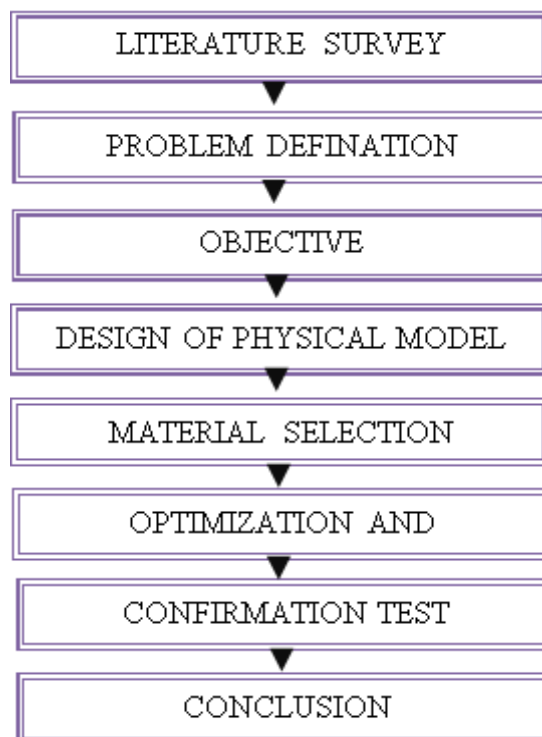 LITERATURE SURVEY
PROBLEM DEFINATION
OBJECTIVE
DESIGN OF PHYSICAL MODEL
MATERIAL SELECTION
OPTIMIZATION AND
CONFIRMATION TEST
CONCLUSION